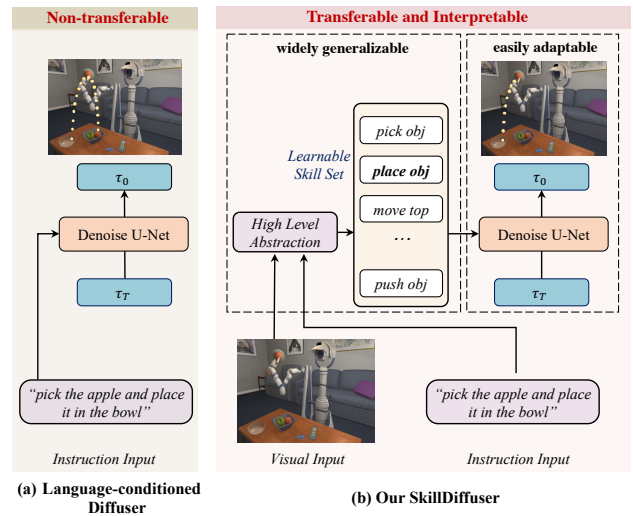 Non-transferable
τ0
Denoise U-Net
τT
“pick the apple and place
it in the bowl”
Instruction Input
(a) Language-conditioned
Diffuser
Transferable and Interpretable
widely generalizable
easily adaptable
Learnable
Skill Set
pick obj
place obj
move top
...
push obj
High Level
Abstraction
τ0
Denoise U-Net
τT
“pick the apple and place
it in the bowl”
Visual Input
Instruction Input
(b) Our SkillDiffuser